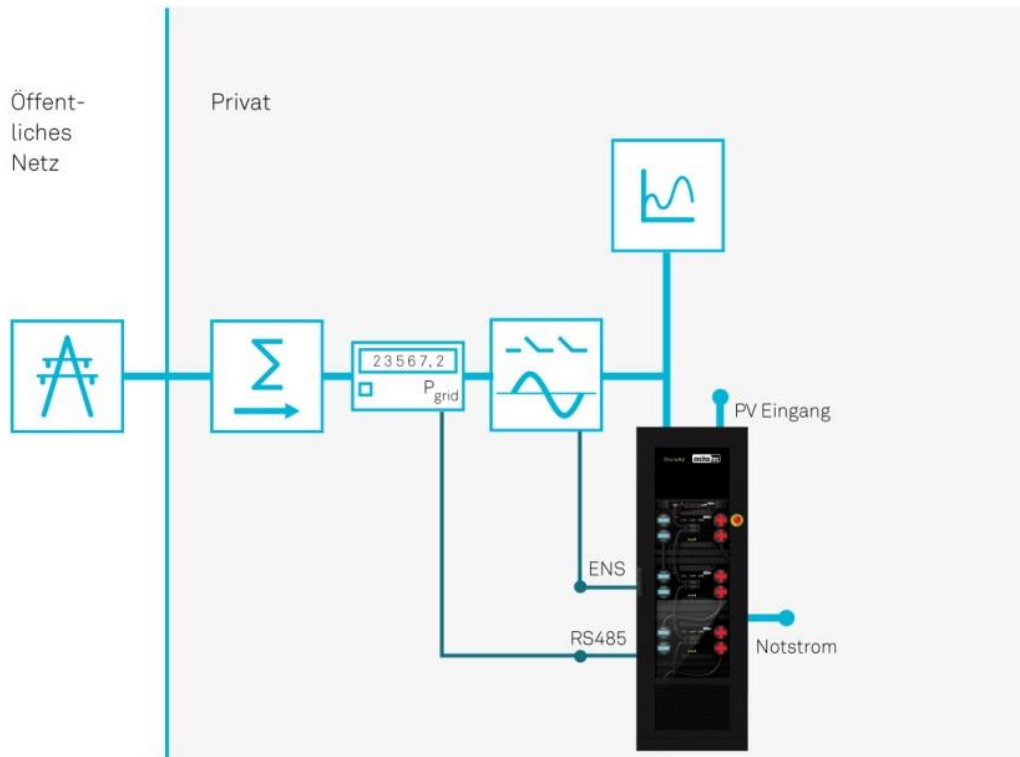 Öffent-
liches
Netz
Privat
23567,2
P grid
PV Eingang
ENS
RS485
Notstrom